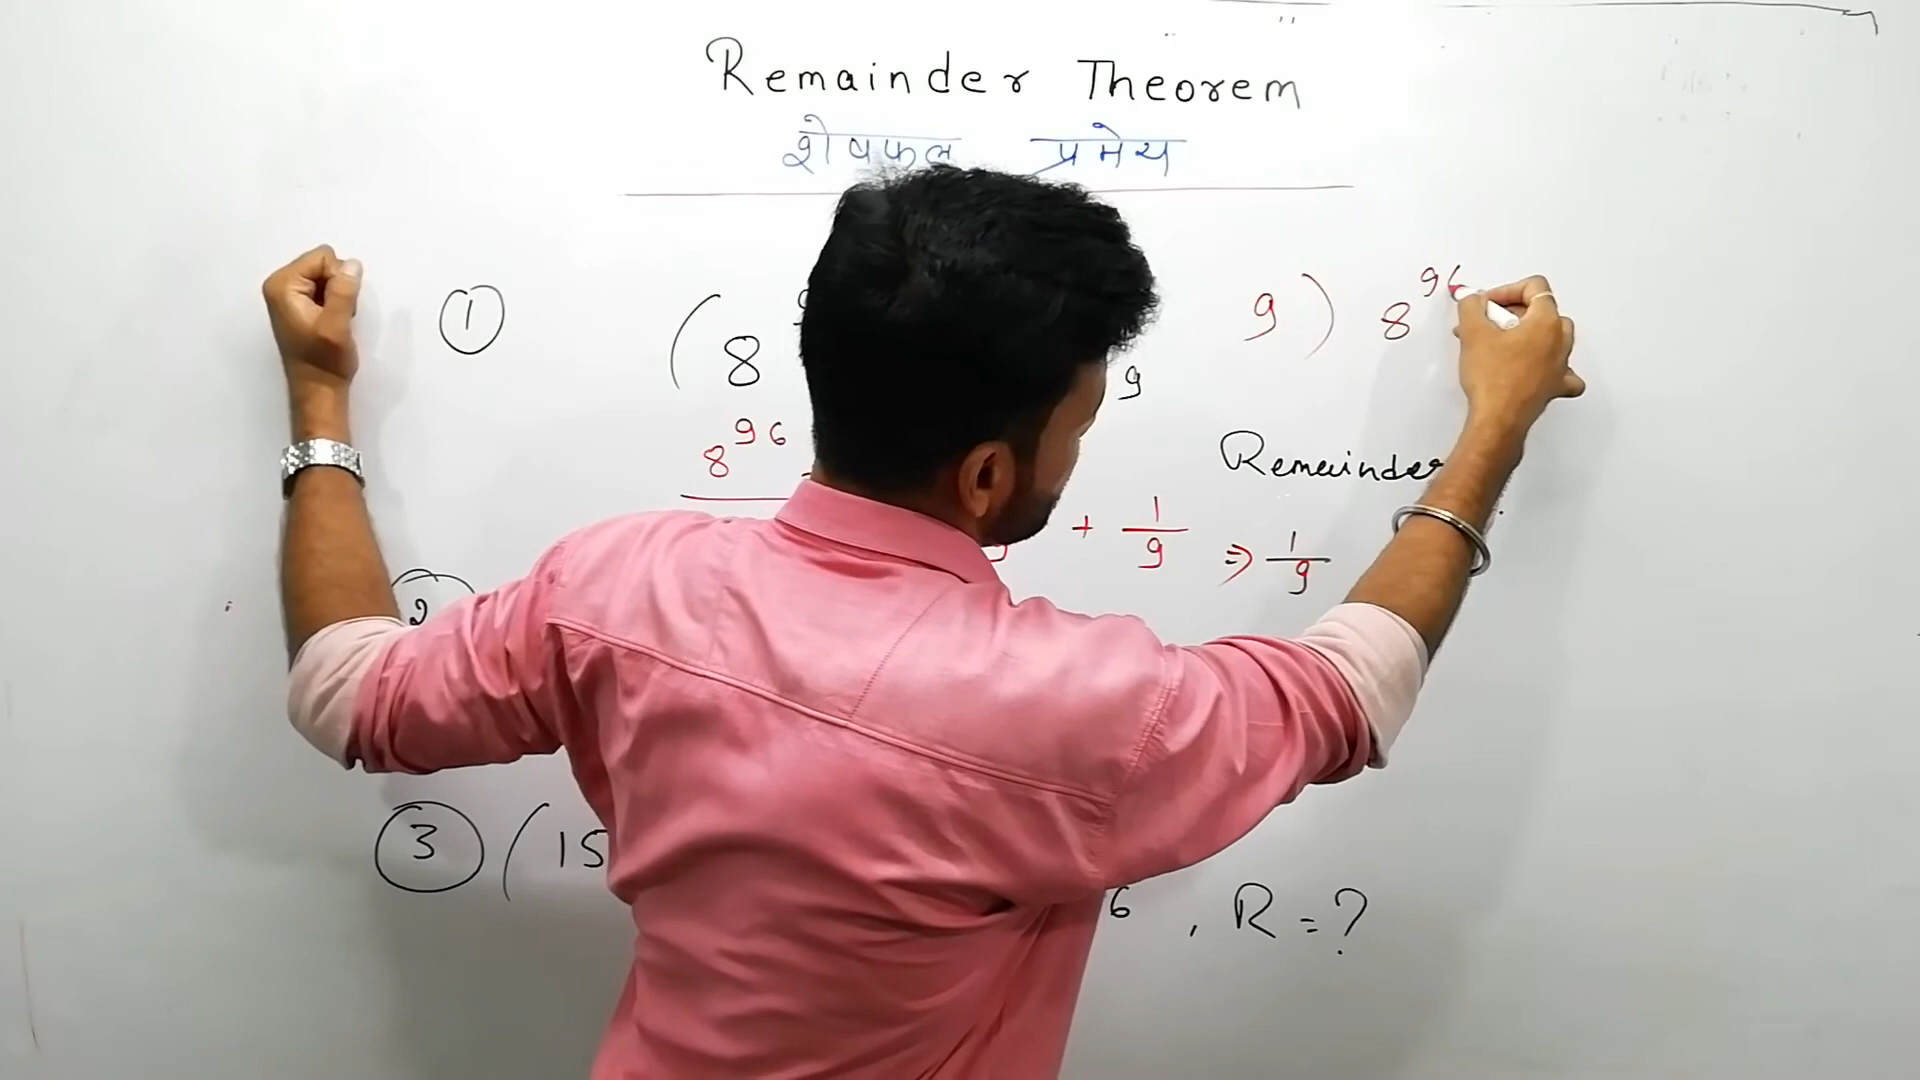 Remainder Theorem
शेषफल प्रमेय
① ( 8 9 9 ) 8^96
8^96 Remainder
+ 1/9 ⇒ 1/9
2
③ ( 15 6 , R = ?